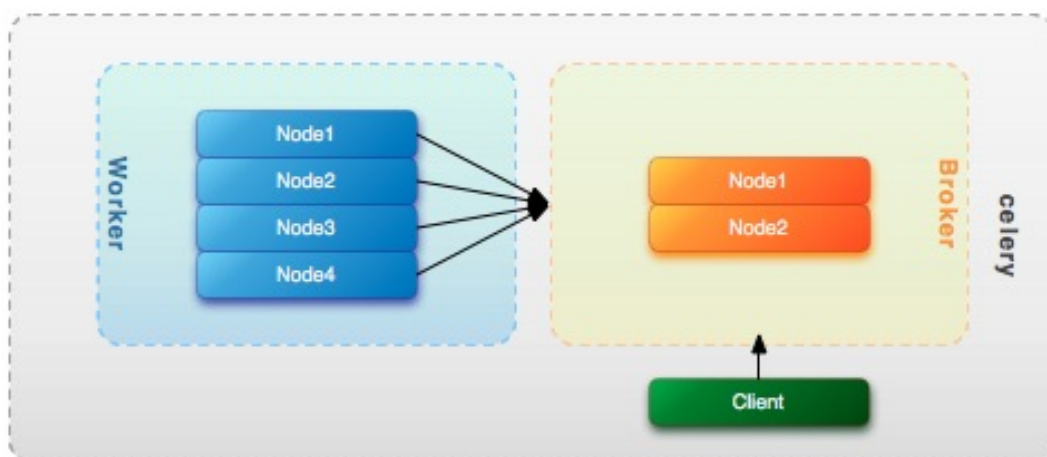 Worker
Node1
Node2
Node3
Node4
Node1
Node2
Broker
celery
Client